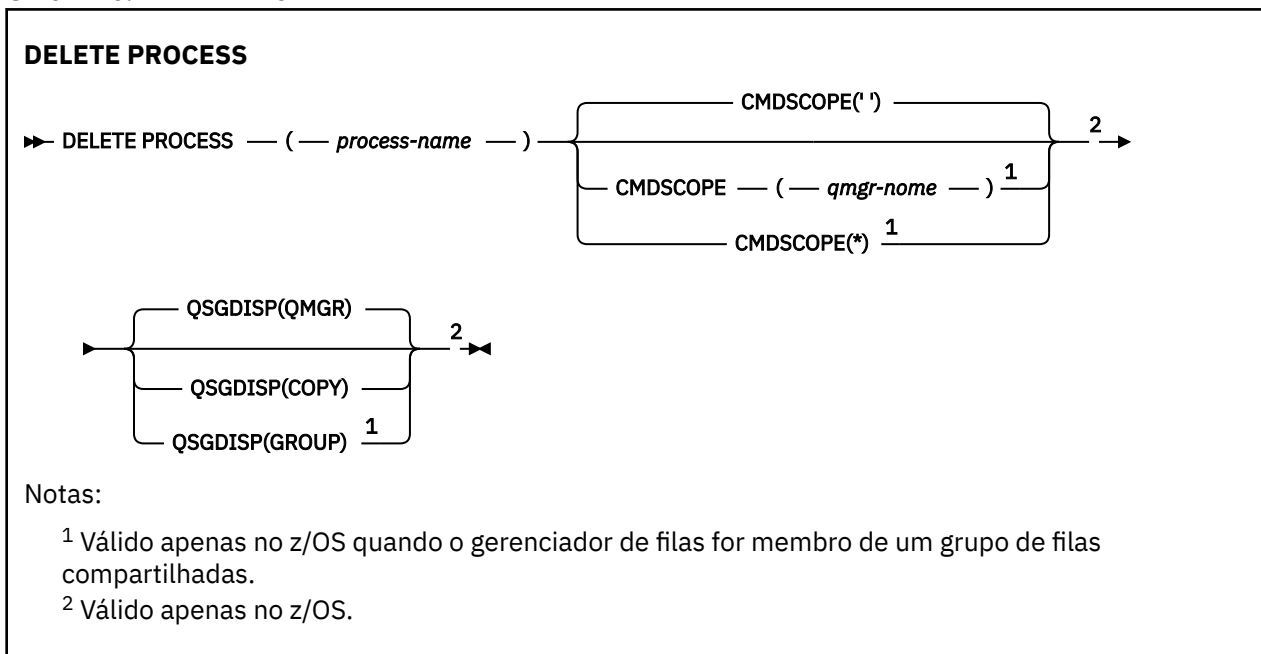 DELETE PROCESS
CMDSCOPE(' ')
DELETE PROCESS ( process-name ) 2
CMDSCOPE ( qmgr-nome ) 1
CMDSCOPE(*) 1
QSGDISP(QMGR)
2
QSGDISP(COPY)
QSGDISP(GROUP) 1
Notas:
1 Válido apenas no z/OS quando o gerenciador de filas for membro de um grupo de filas
compartilhadas.
2 Válido apenas no z/OS.